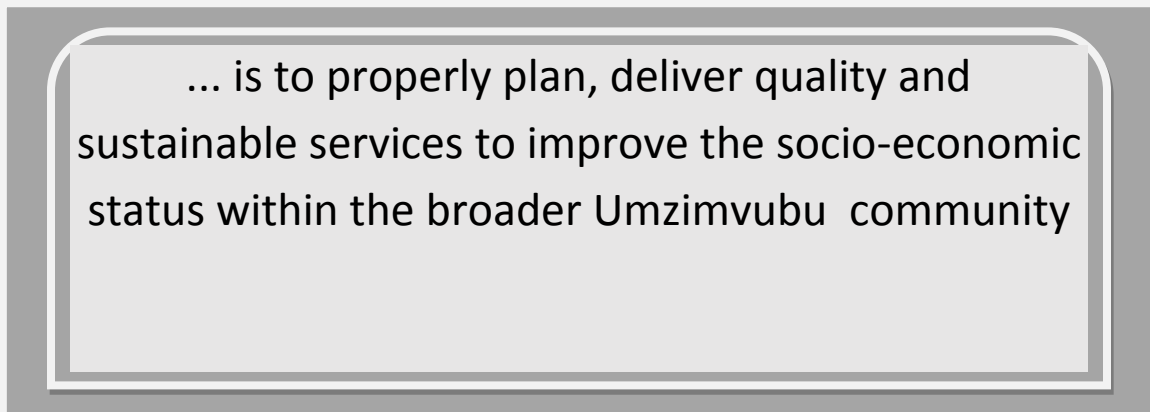 ... is to properly plan, deliver quality and
sustainable services to improve the socio-economic
status within the broader Umzimvubu  community